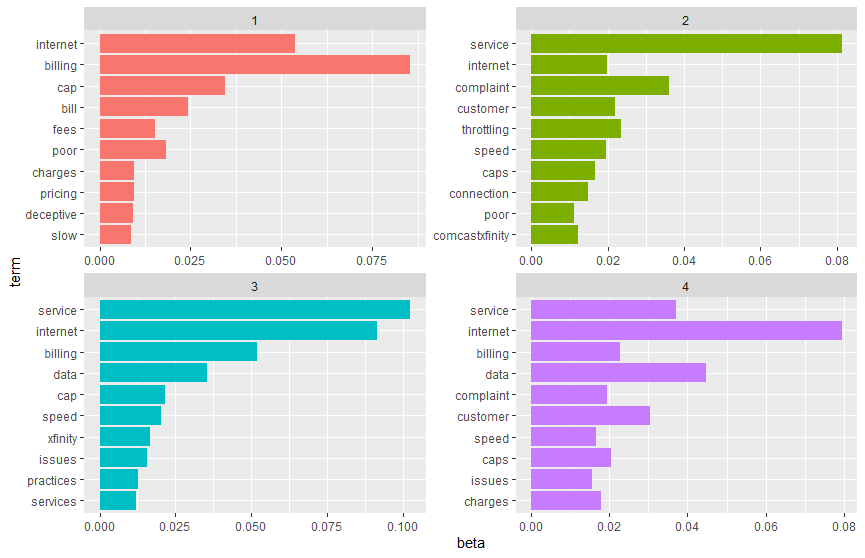 1
internet
billing
cap
bill
fees
poor
charges
pricing
deceptive
slow
0.000 0.025 0.050 0.075
2
service
internet
complaint
customer
throttling
speed
caps
connection
poor
comcastxfinity
0.00 0.02 0.04 0.06 0.08
term
3
service
internet
billing
data
cap
speed
xfinity
issues
practices
services
0.000 0.025 0.050 0.075 0.100
4
service
internet
billing
data
complaint
customer
speed
caps
issues
charges
0.00 0.02 0.04 0.06 0.08
beta